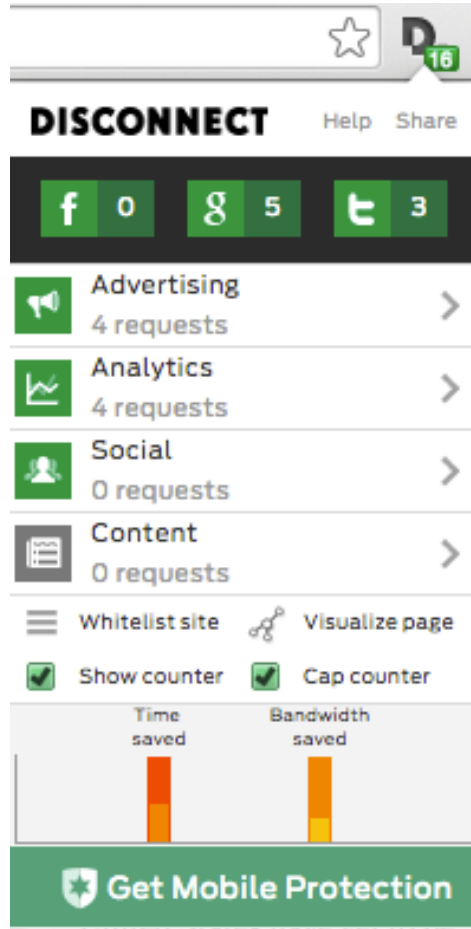 16
DISCONNECT Help Share
f 0 g 5 t 3
Advertising
4 requests
Analytics
4 requests
Social
0 requests
Content
0 requests
Whitelist site Visualize page
Show counter Cap counter
Time Bandwidth
saved saved
Get Mobile Protection